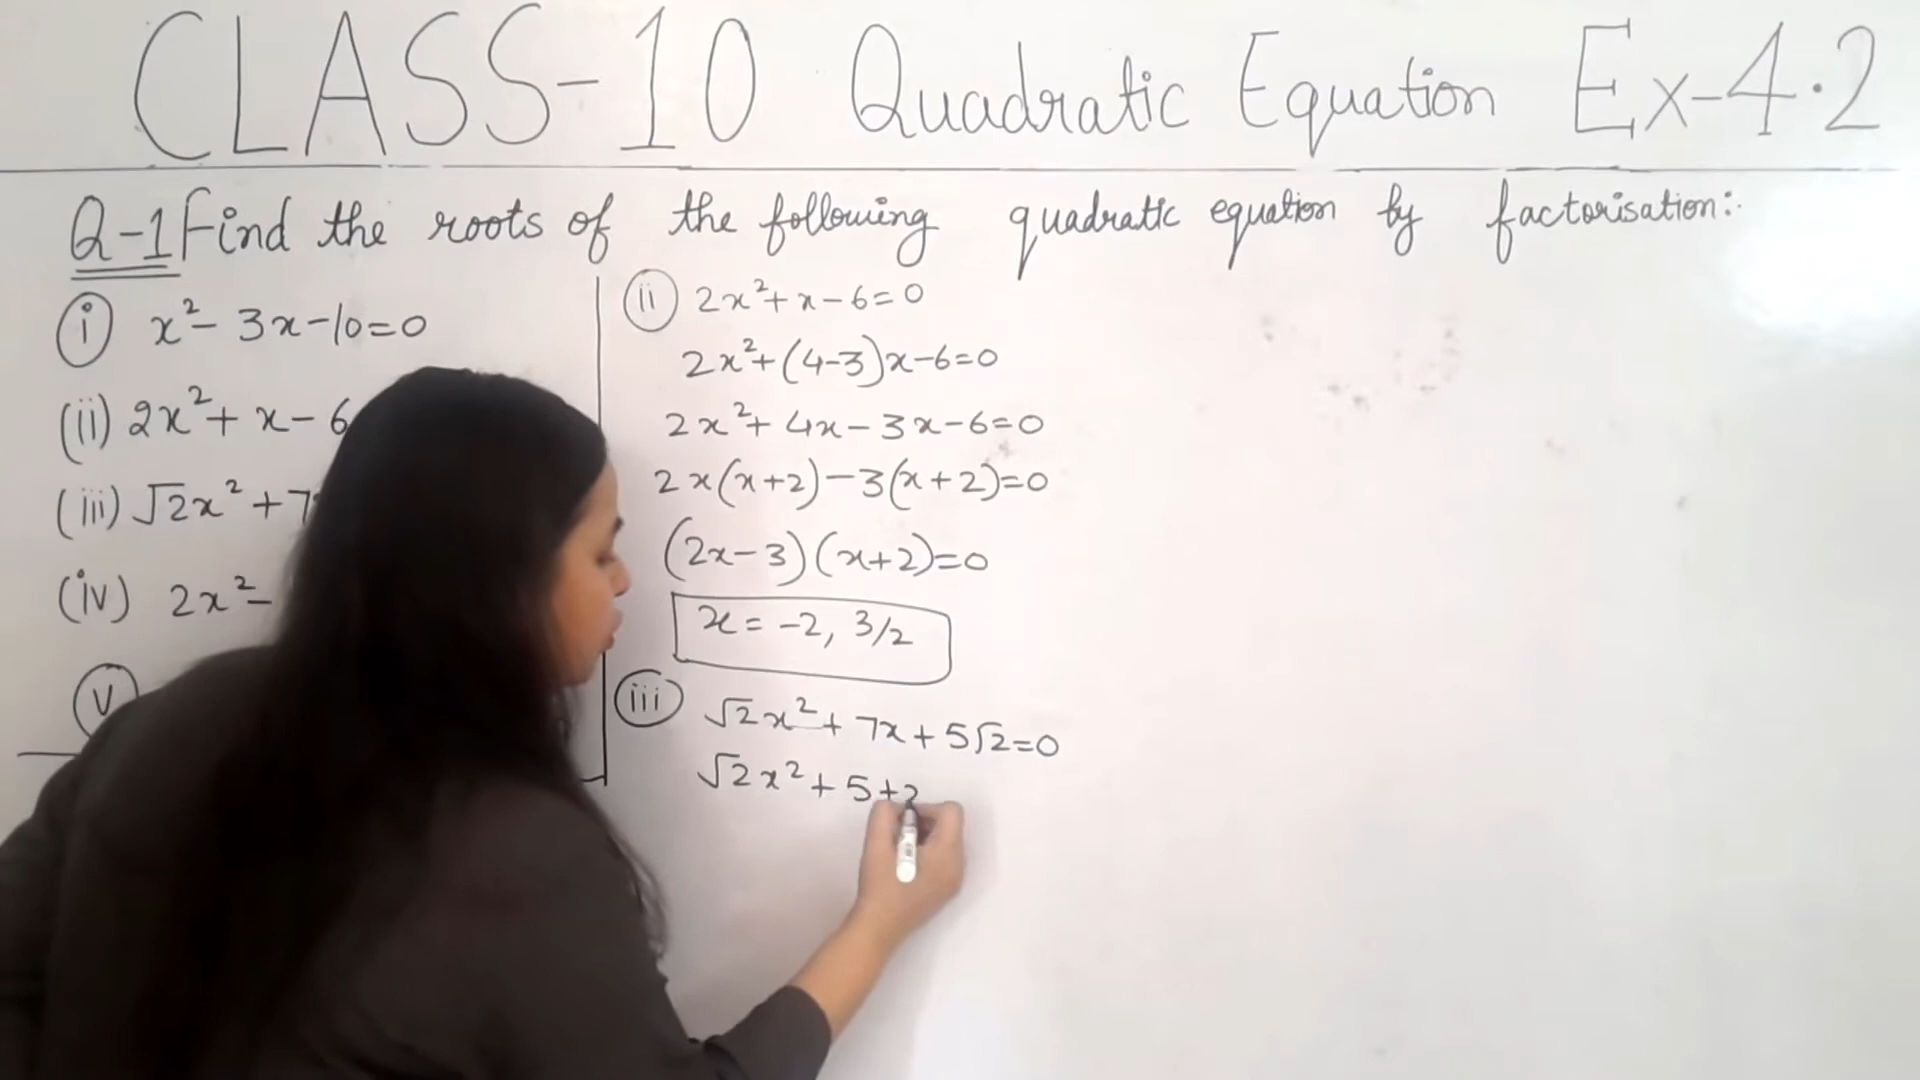 CLASS-10 Quadratic Equation Ex-4.2
Q-1 Find the roots of the following quadratic equation by factorisation:
(i) x² - 3x - 10 = 0
(ii) 2x² + x - 6
(iii) √2x² + 7
(iv) 2x² -
(v)
(ii) 2x² + x - 6 = 0
2x² + (4-3)x - 6 = 0
2x² + 4x - 3x - 6 = 0
2x(x+2) - 3(x+2) = 0
(2x-3)(x+2) = 0
x = -2, 3/2
(iii) √2x² + 7x + 5√2 = 0
√2x² + 5 + 2